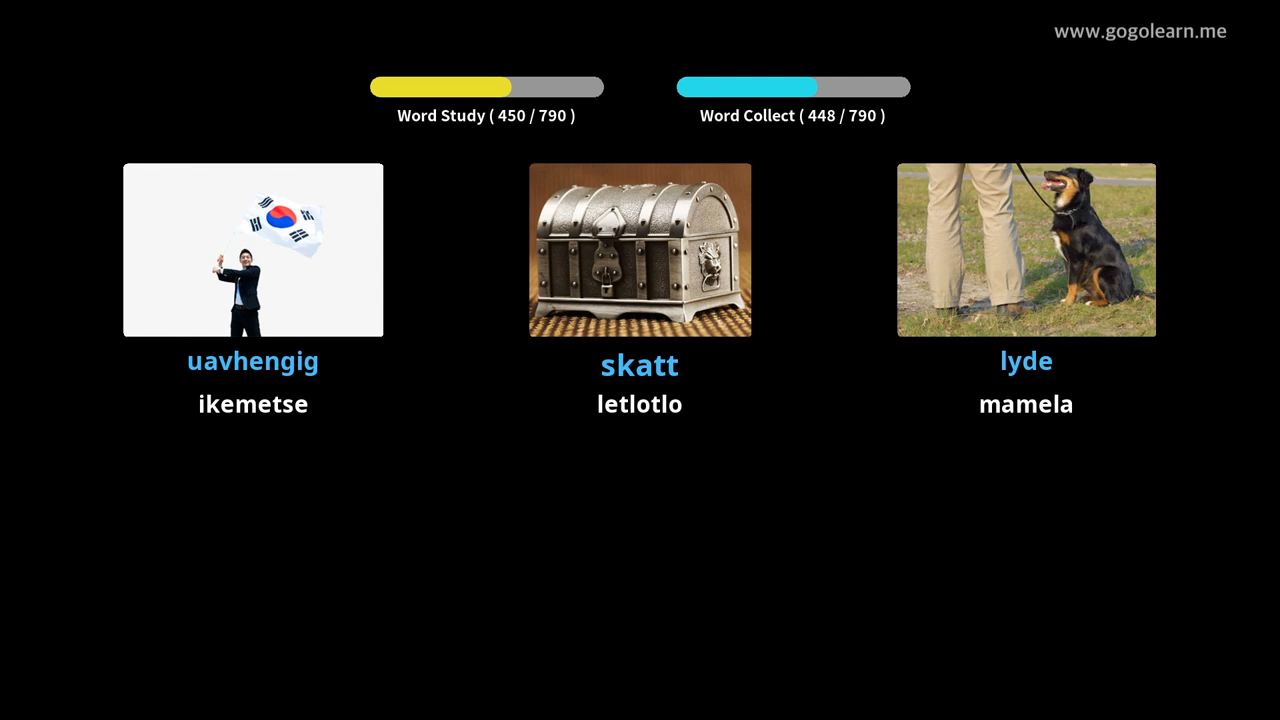 www.gogolearn.me
Word Study ( 450 / 790 )
Word Collect ( 448 / 790 )
uavhengig
ikemetse
skatt
letlotlo
lyde
mamela